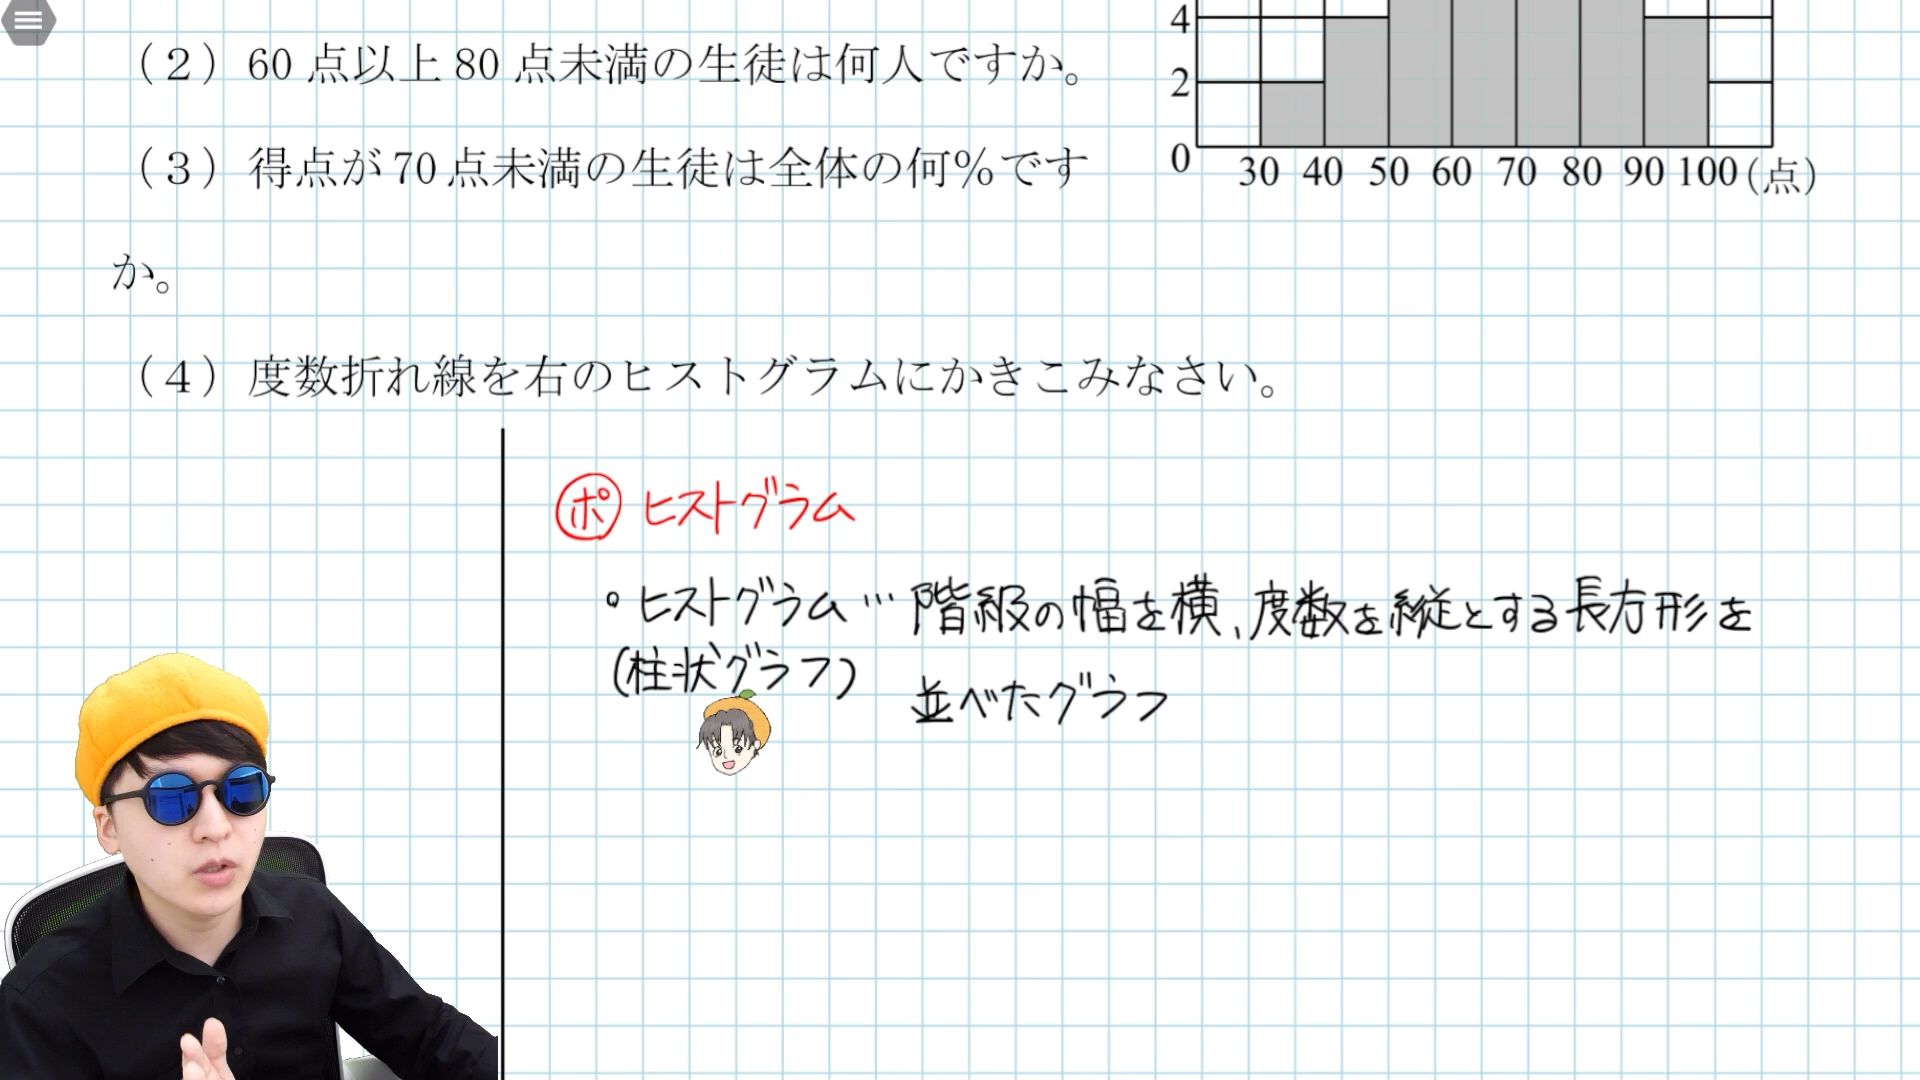 4
(2) 60 点以上 80 点未満の生徒は何人ですか。
2
(3) 得点が 70 点未満の生徒は全体の何％です
0
30 40 50 60 70 80 90 100 (点)
か。
(4) 度数折れ線を右のヒストグラムにかきこみなさい。
ポ ヒストグラム
。ヒストグラム … 階級の幅を横、度数を縦とする長方形を
(柱状グラフ)
並べたグラフ